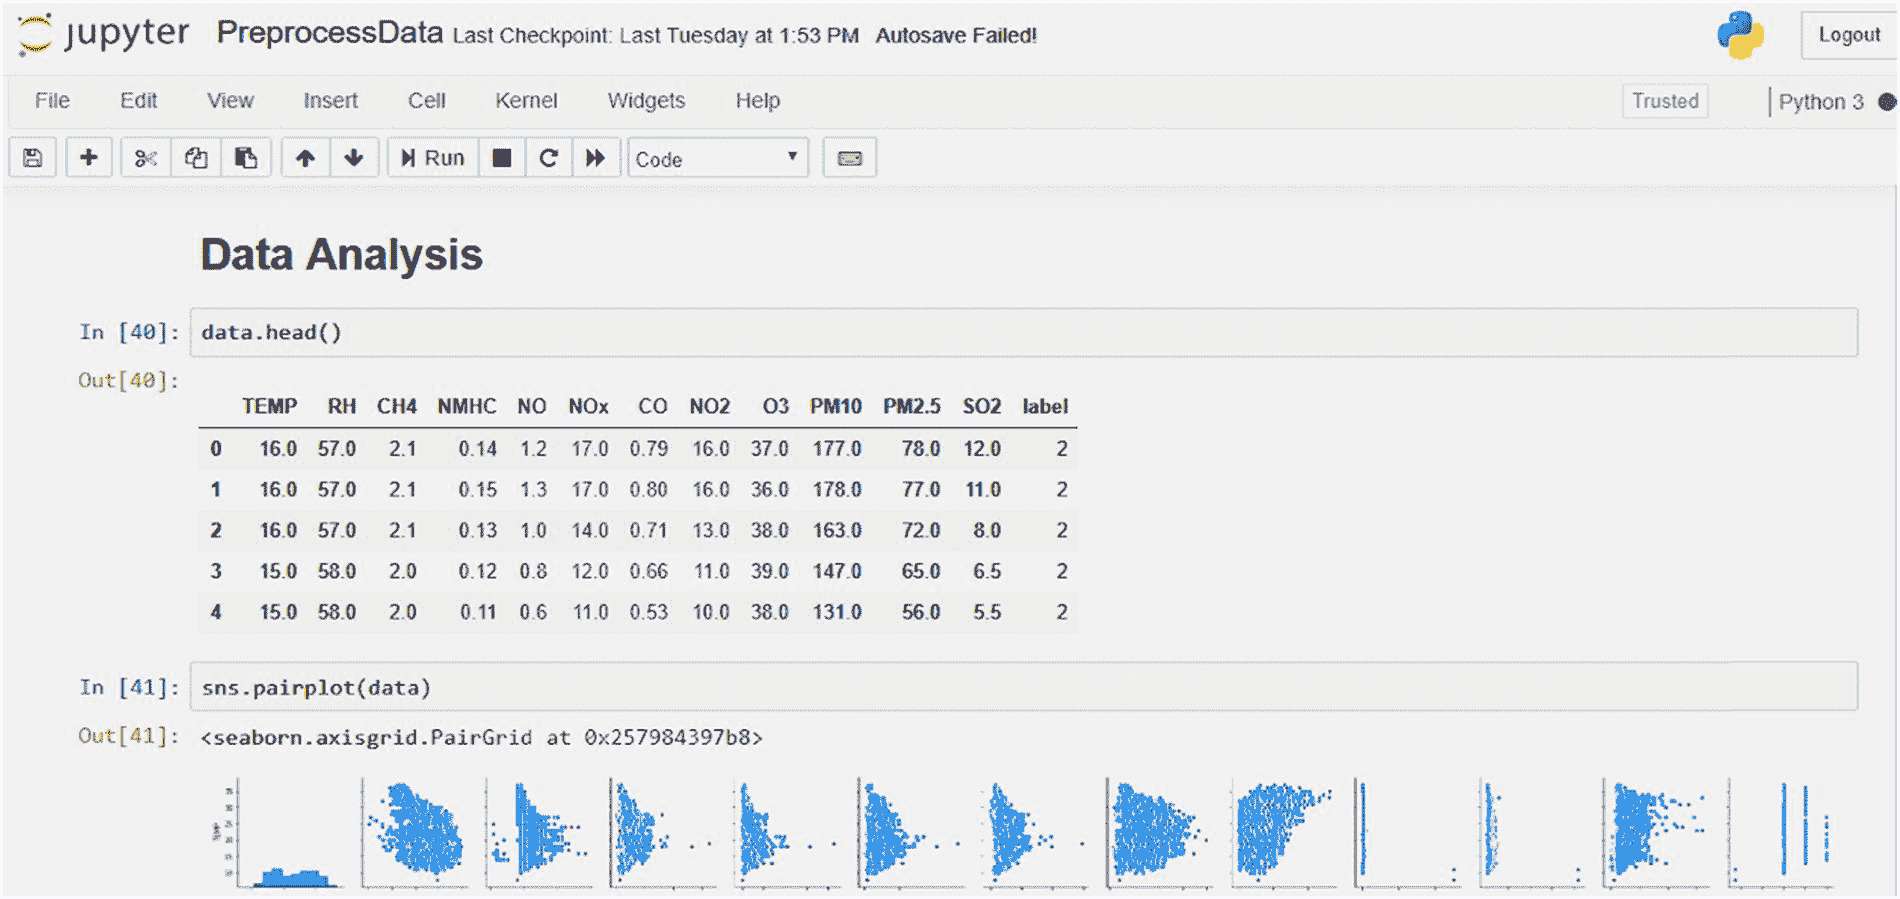 jupyter PreprocessData Last Checkpoint: Last Tuesday at 1:53 PM Autosave Failed! Logout
File Edit View Insert Cell Kernel Widgets Help Trusted Python 3
Run Code
Data Analysis
In [40]: data.head()
Out[40]:
TEMP RH CH4 NMHC NO NOx CO NO2 O3 PM10 PM2.5 SO2 label
0 16.0 57.0 2.1 0.14 1.2 17.0 0.79 16.0 37.0 177.0 78.0 12.0 2
1 16.0 57.0 2.1 0.15 1.3 17.0 0.80 16.0 36.0 178.0 77.0 11.0 2
2 16.0 57.0 2.1 0.13 1.0 14.0 0.71 13.0 38.0 163.0 72.0 8.0 2
3 15.0 58.0 2.0 0.12 0.8 12.0 0.66 11.0 39.0 147.0 65.0 6.5 2
4 15.0 58.0 2.0 0.11 0.6 11.0 0.53 10.0 38.0 131.0 56.0 5.5 2
In [41]: sns.pairplot(data)
Out[41]: <seaborn.axisgrid.PairGrid at 0x257984397b8>